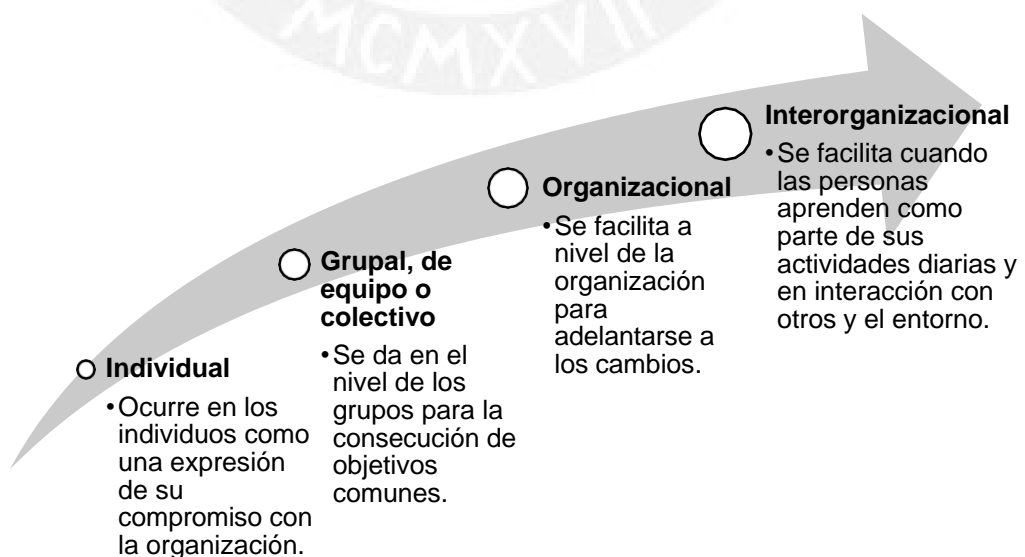 MCMXVII
Interorganizacional
•Se facilita cuando
las personas
aprenden como
parte de sus
actividades diarias y
en interacción con
otros y el entorno.
Organizacional
•Se facilita a
nivel de la
organización
para
adelantarse a
los cambios.
Grupal, de
equipo o
colectivo
•Se da en el
nivel de los
grupos para la
consecución de
objetivos
comunes.
Individual
•Ocurre en los
individuos como
una expresión
de su
compromiso con
la organización.